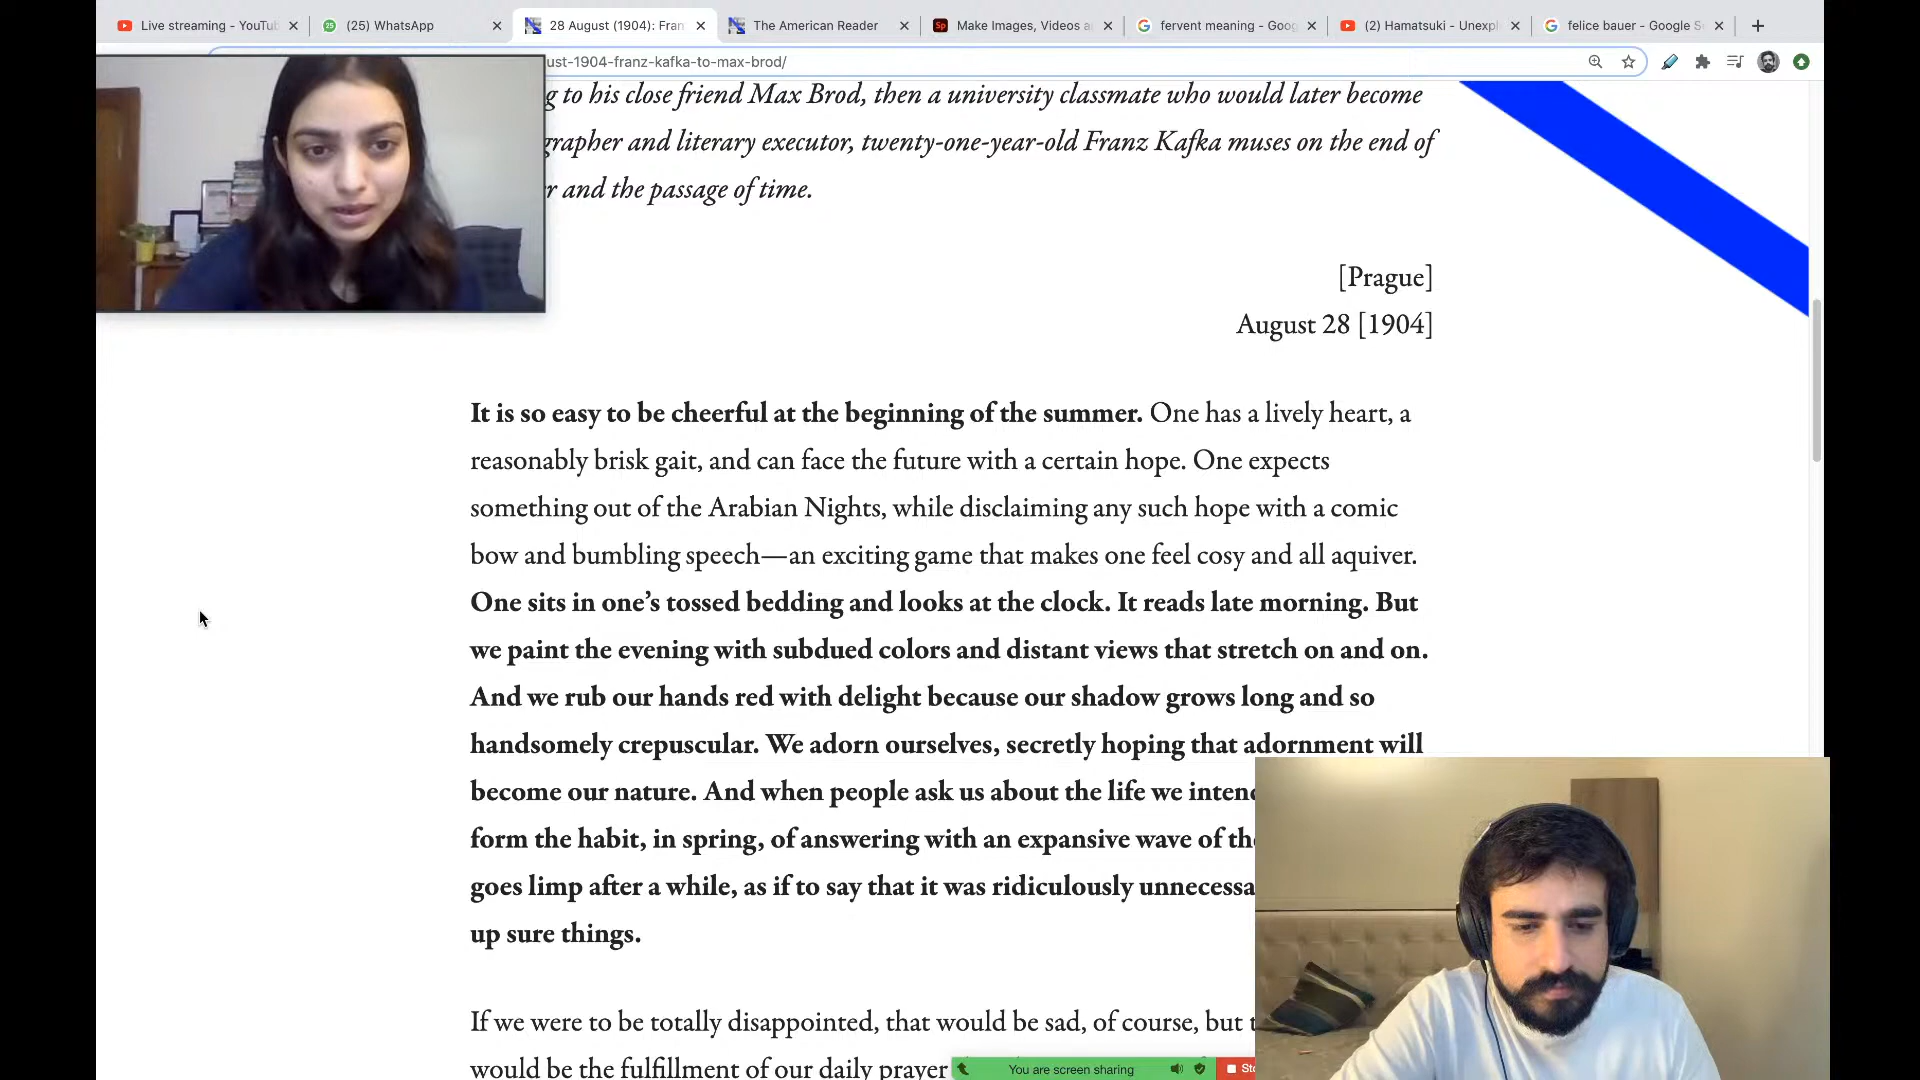 Live streaming - YouTu
(25) WhatsApp
28 August (1904): Fran
The American Reader
Make Images, Videos a
fervent meaning - Goog
(2) Hamatsuki - Unexpl
felice bauer - Google S
ust-1904-franz-kafka-to-max-brod/
g to his close friend Max Brod, then a university classmate who would later become
grapher and literary executor, twenty-one-year-old Franz Kafka muses on the end of
r and the passage of time.
[Prague]
August 28 [1904]
It is so easy to be cheerful at the beginning of the summer. One has a lively heart, a
reasonably brisk gait, and can face the future with a certain hope. One expects
something out of the Arabian Nights, while disclaiming any such hope with a comic
bow and bumbling speech—an exciting game that makes one feel cosy and all aquiver.
One sits in one’s tossed bedding and looks at the clock. It reads late morning. But
we paint the evening with subdued colors and distant views that stretch on and on.
And we rub our hands red with delight because our shadow grows long and so
handsomely crepuscular. We adorn ourselves, secretly hoping that adornment will
become our nature. And when people ask us about the life we intend
form the habit, in spring, of answering with an expansive wave of the
goes limp after a while, as if to say that it was ridiculously unnecessa
up sure things.
If we were to be totally disappointed, that would be sad, of course, but t
would be the fulfillment of our daily prayer
You are screen sharing
Sto